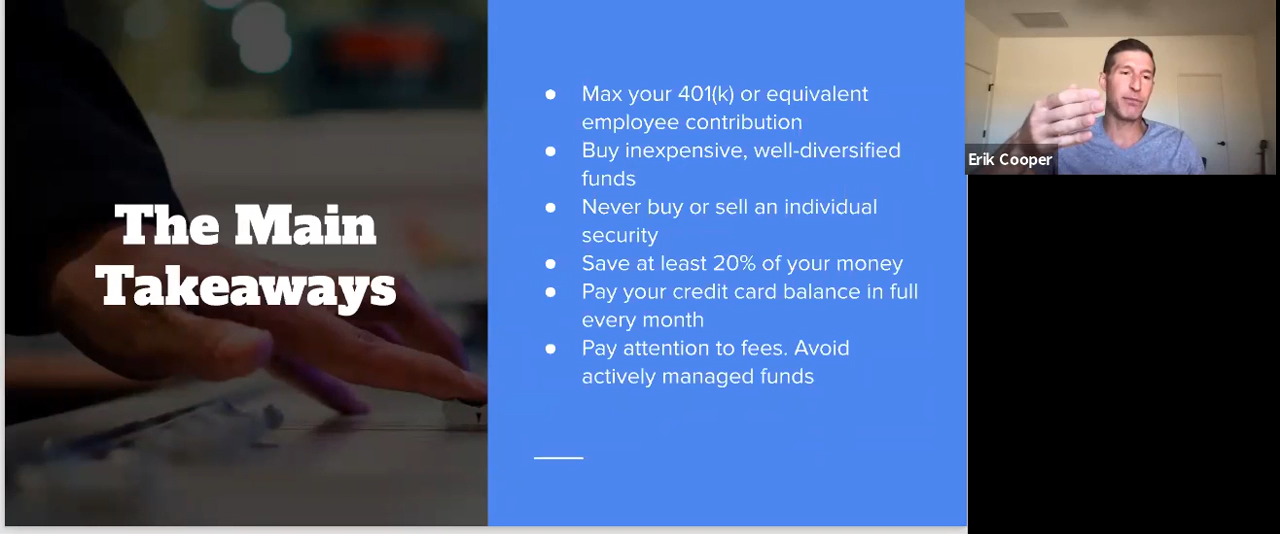 The Main
Takeaways
● Max your 401(k) or equivalent
employee contribution
● Buy inexpensive, well-diversified
funds
● Never buy or sell an individual
security
● Save at least 20% of your money
● Pay your credit card balance in full
every month
● Pay attention to fees. Avoid
actively managed funds
Erik Cooper